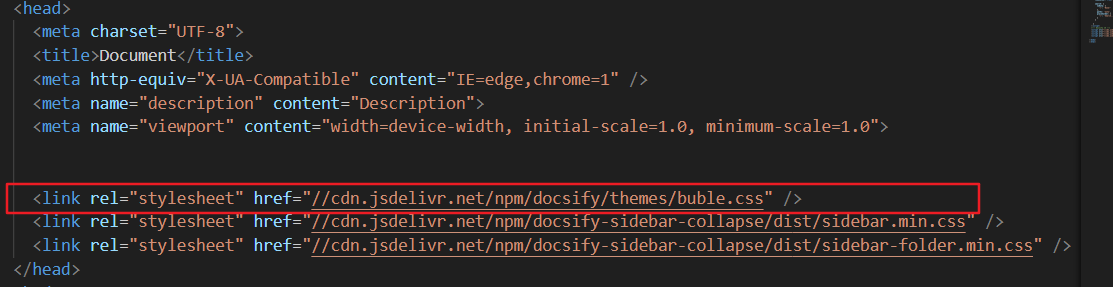 <head>
<meta charset="UTF-8">
<title>Document</title>
<meta http-equiv="X-UA-Compatible" content="IE=edge,chrome=1" />
<meta name="description" content="Description">
<meta name="viewport" content="width=device-width, initial-scale=1.0, minimum-scale=1.0">
<link rel="stylesheet" href="//cdn.jsdelivr.net/npm/docsify/themes/buble.css" />
<link rel="stylesheet" href="//cdn.jsdelivr.net/npm/docsify-sidebar-collapse/dist/sidebar.min.css" />
<link rel="stylesheet" href="//cdn.jsdelivr.net/npm/docsify-sidebar-collapse/dist/sidebar-folder.min.css" />
</head>